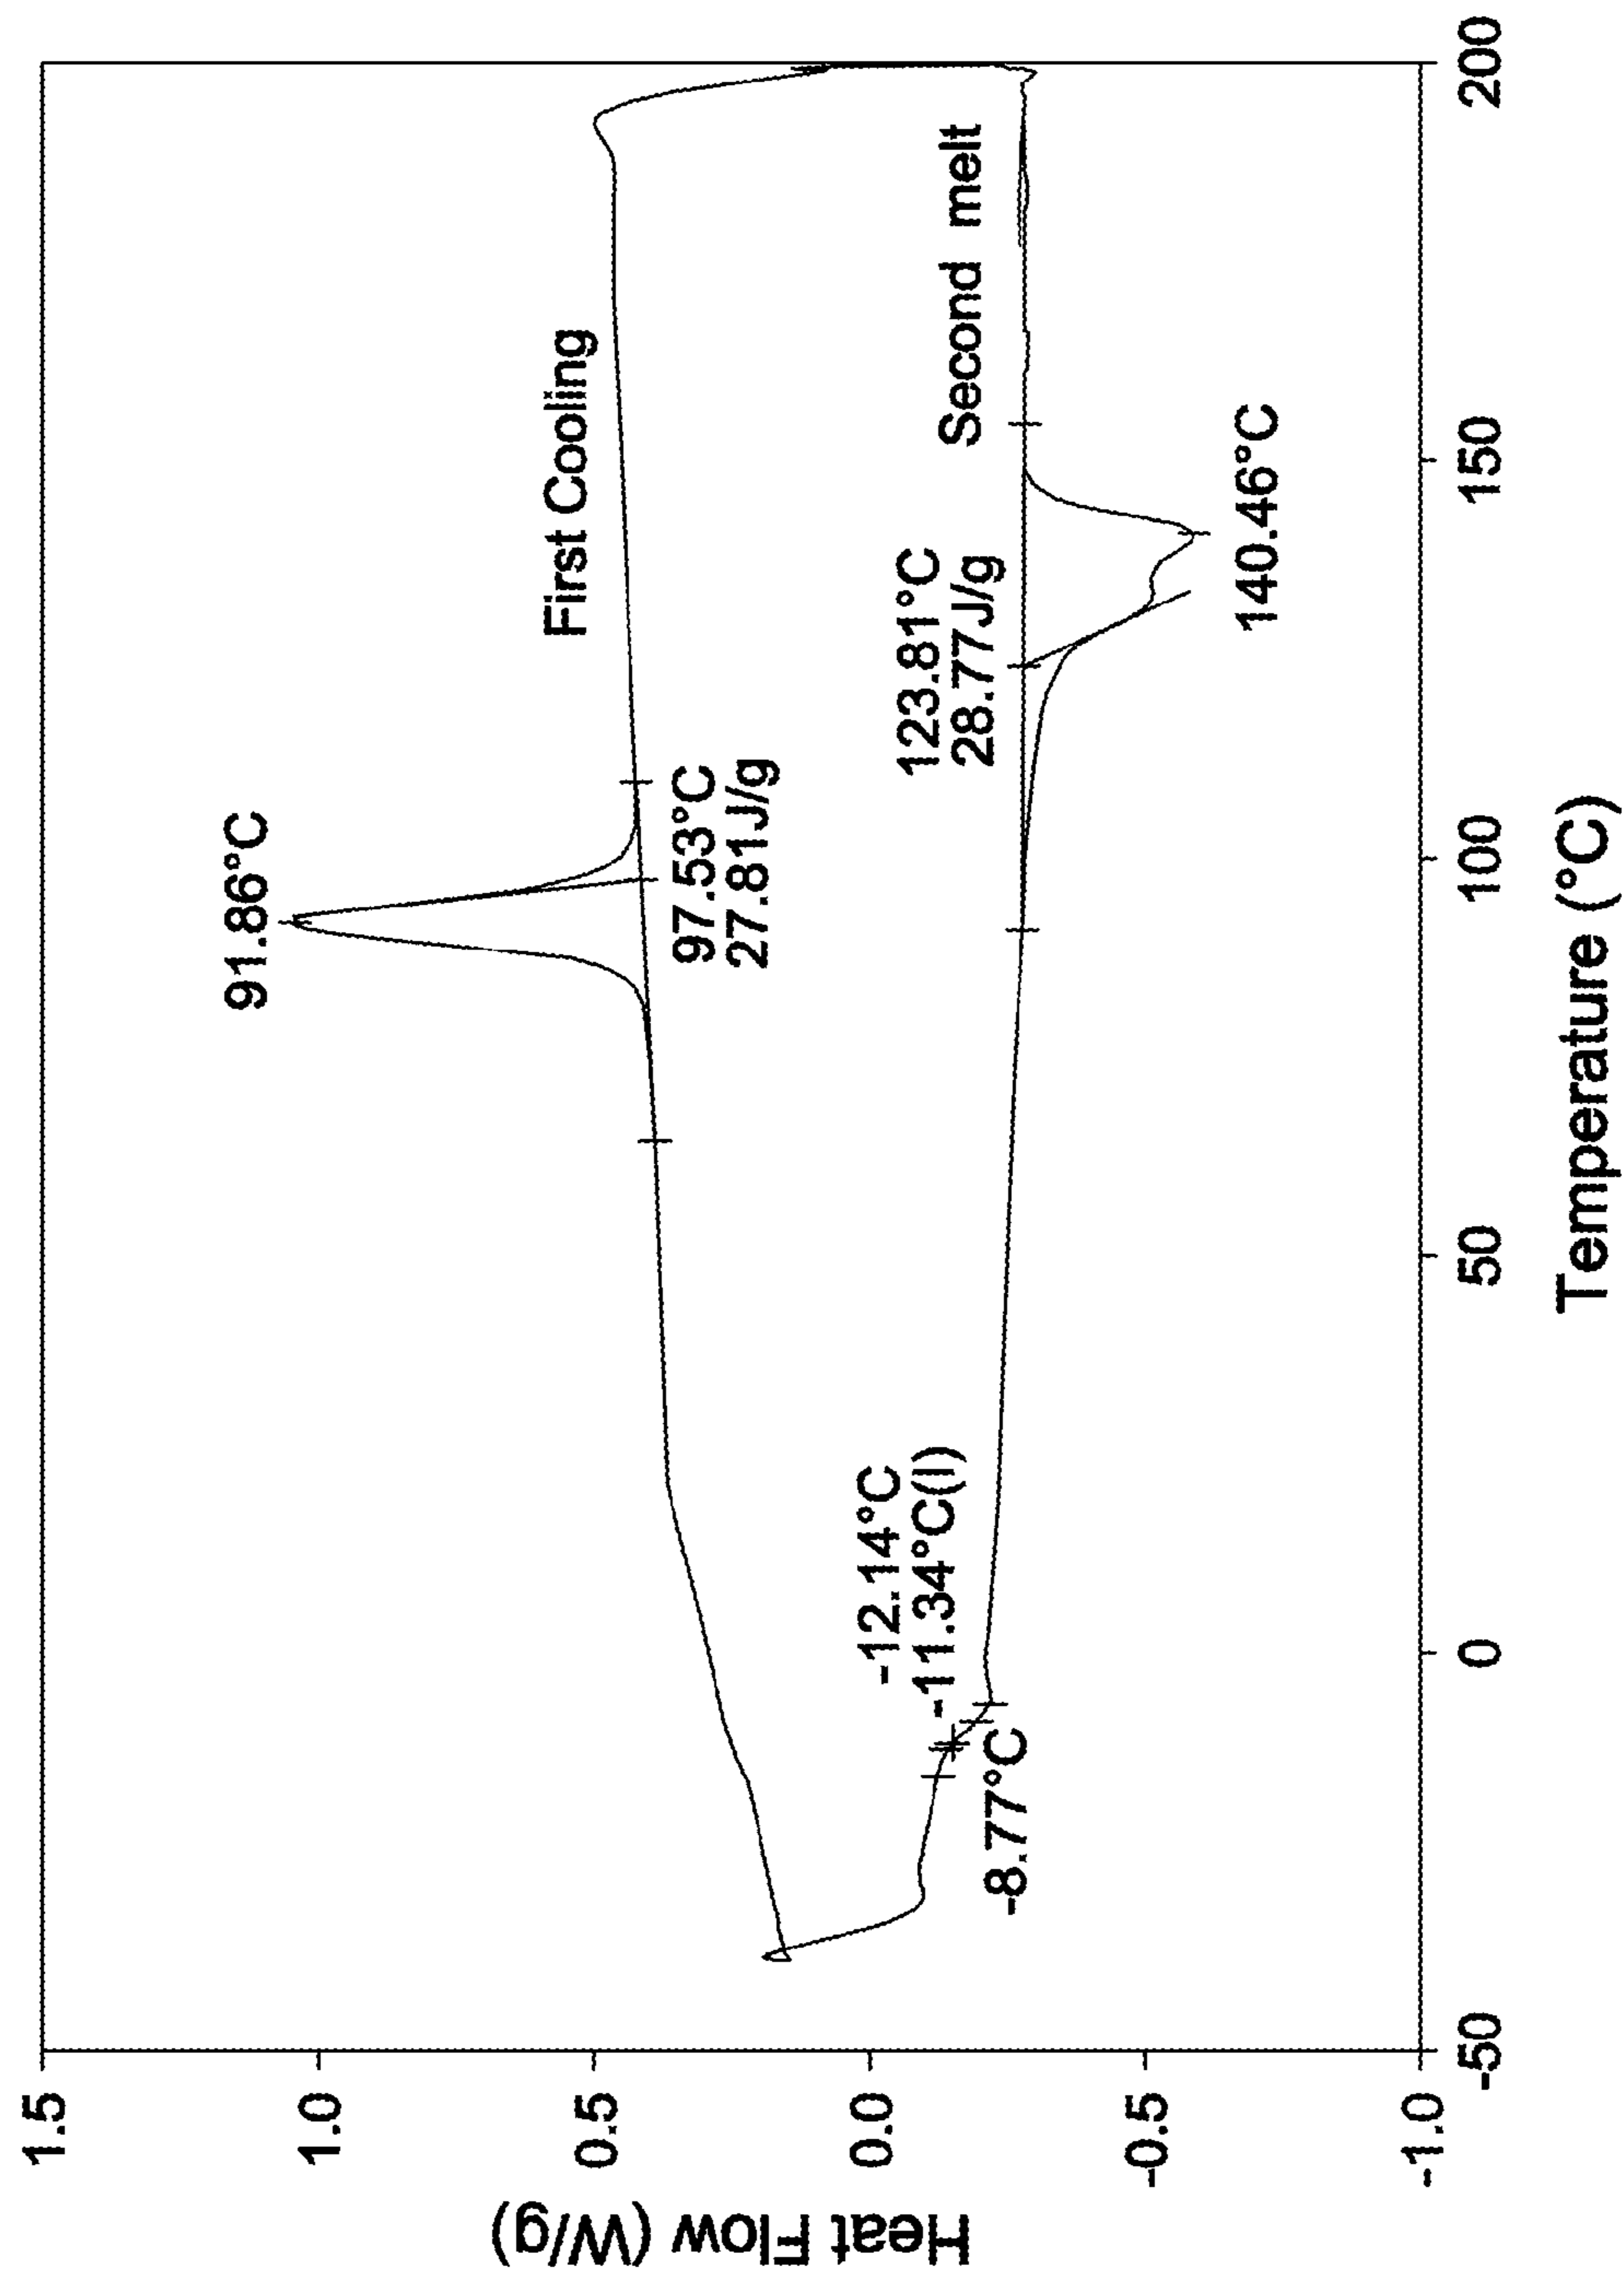 1.5
1.0
0.5
0.0
-0.5
-1.0
Heat Flow (W/g)
91.86°C
First Cooling
97.53°C
27.81J/g
-12.14°C
-11.34°C(I)
-8.77°C
123.81°C
28.77J/g
Second melt
140.46°C
-50
0
50
100
150
200
Temperature (°C)